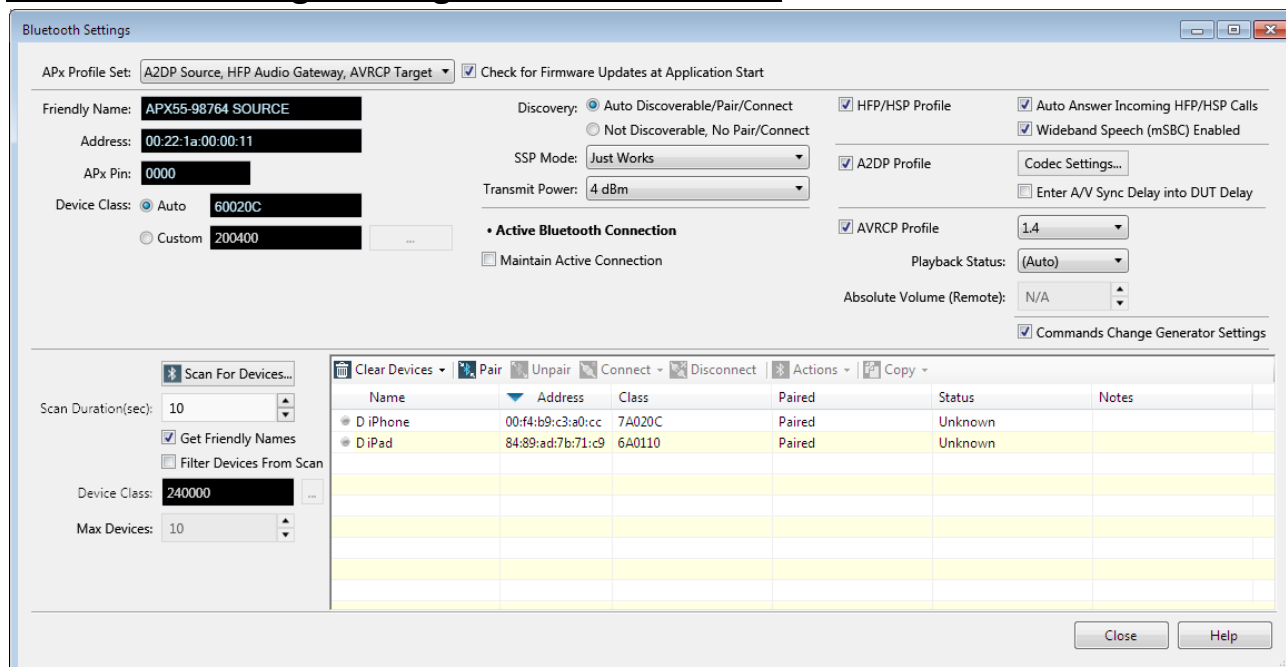 Bluetooth Settings
APx Profile Set: A2DP Source, HFP Audio Gateway, AVRCP Target Check for Firmware Updates at Application Start
Friendly Name: APX55-98764 SOURCE
Address: 00:22:1a:00:00:11
APx Pin: 0000
Device Class: Auto 60020C
Custom 200400 ...
Discovery: Auto Discoverable/Pair/Connect
Not Discoverable, No Pair/Connect
SSP Mode: Just Works
Transmit Power: 4 dBm
• Active Bluetooth Connection
Maintain Active Connection
HFP/HSP Profile Auto Answer Incoming HFP/HSP Calls
Wideband Speech (mSBC) Enabled
A2DP Profile Codec Settings...
Enter A/V Sync Delay into DUT Delay
AVRCP Profile 1.4
Playback Status: (Auto)
Absolute Volume (Remote): N/A
Commands Change Generator Settings
Scan For Devices...
Scan Duration(sec): 10
Get Friendly Names
Filter Devices From Scan
Device Class: 240000 ...
Max Devices: 10
Clear Devices Pair Unpair Connect Disconnect Actions Copy
Name Address Class Paired Status Notes
D iPhone 00:f4:b9:c3:a0:cc 7A020C Paired Unknown
D iPad 84:89:ad:7b:71:c9 6A0110 Paired Unknown
Close Help